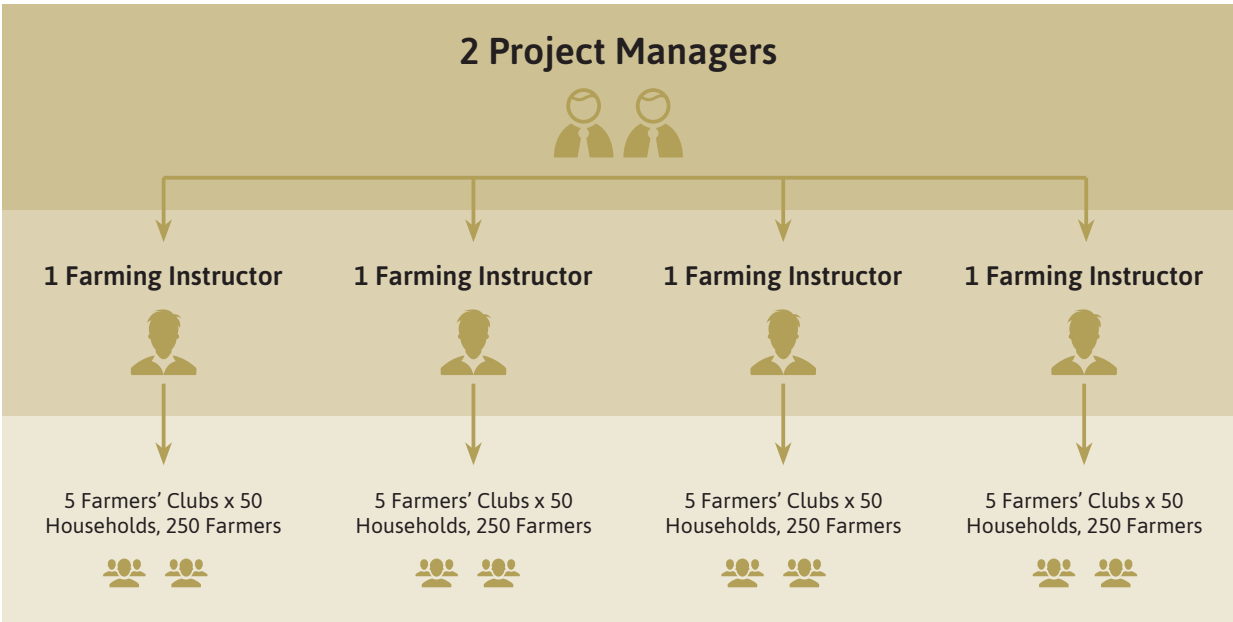 2 Project Managers
1 Farming Instructor
1 Farming Instructor
1 Farming Instructor
1 Farming Instructor
5 Farmers’ Clubs x 50
Households, 250 Farmers
5 Farmers’ Clubs x 50
Households, 250 Farmers
5 Farmers’ Clubs x 50
Households, 250 Farmers
5 Farmers’ Clubs x 50
Households, 250 Farmers